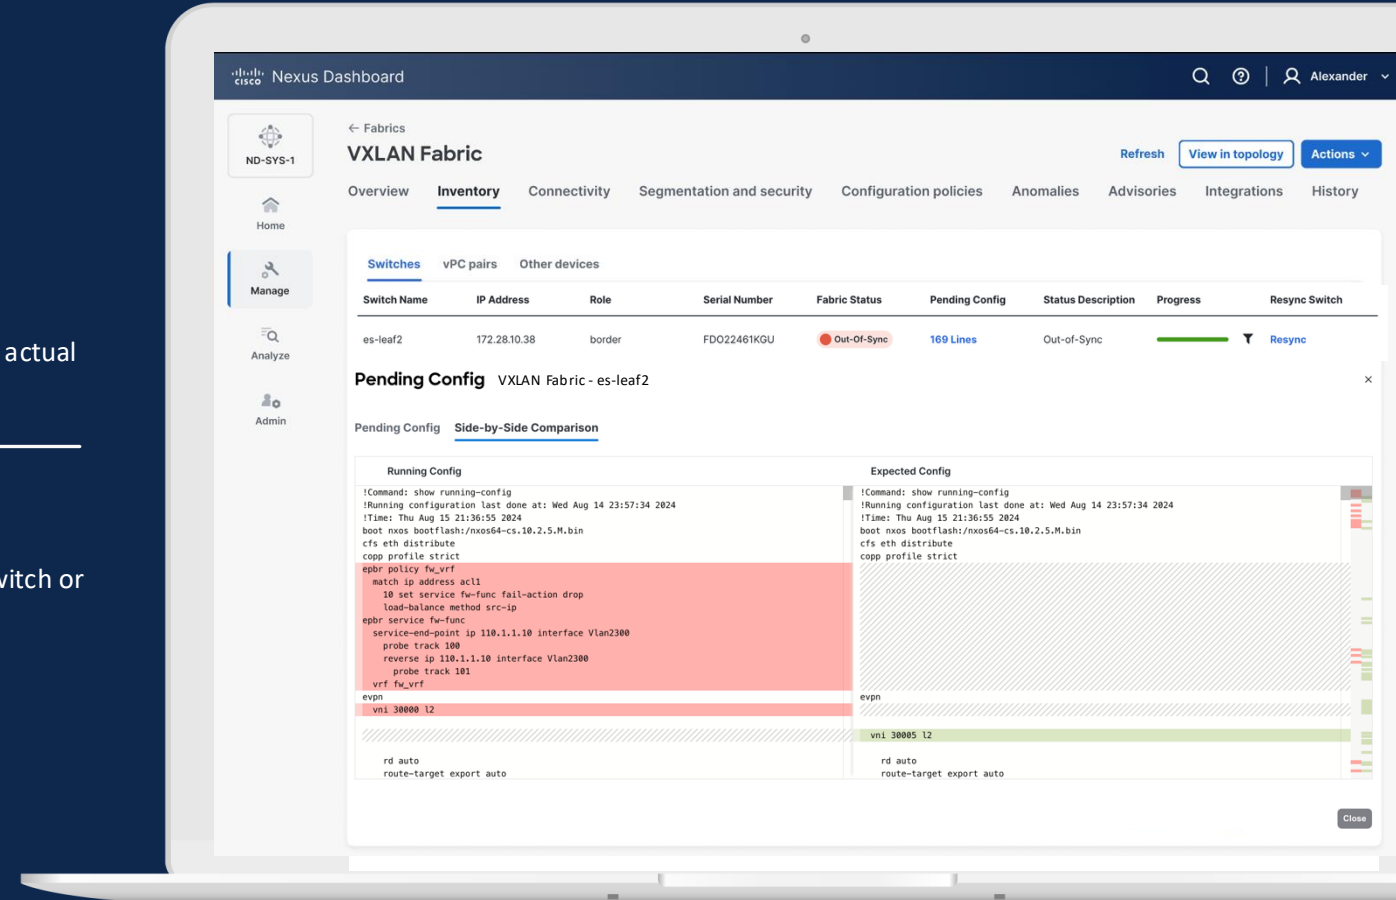 actual
witch or
cisco Nexus Dashboard
Alexander
ND-SYS-1
Home
Manage
Analyze
Admin
← Fabrics
VXLAN Fabric
Refresh
View in topology
Actions
Overview Inventory Connectivity Segmentation and security Configuration policies Anomalies Advisories Integrations History
Switches vPC pairs Other devices
Switch Name IP Address Role Serial Number Fabric Status Pending Config Status Description Progress Resync Switch
es-leaf2 172.28.10.38 border FDO22461KGU Out-Of-Sync 169 Lines Out-of-Sync Resync
Pending Config VXLAN Fabric - es-leaf2
Pending Config Side-by-Side Comparison
Running Config
!Command: show running-config
!Running configuration last done at: Wed Aug 14 23:57:34 2024
!Time: Thu Aug 15 21:36:55 2024
boot nxos bootflash:/nxos64-cs.10.2.5.M.bin
cfs eth distribute
copp profile strict
epbr policy fw_vrf
match ip address acl1
10 set service fw-func fail-action drop
load-balance method src-ip
epbr service fw-func
service-end-point ip 110.1.1.10 interface Vlan2300
probe track 100
reverse ip 110.1.1.10 interface Vlan2300
probe track 101
vrf fw_vrf
evpn
vni 30000 l2
rd auto
route-target export auto
Expected Config
!Command: show running-config
!Running configuration last done at: Wed Aug 14 23:57:34 2024
!Time: Thu Aug 15 21:36:55 2024
boot nxos bootflash:/nxos64-cs.10.2.5.M.bin
cfs eth distribute
copp profile strict
evpn
vni 30005 l2
rd auto
route-target export auto
Close